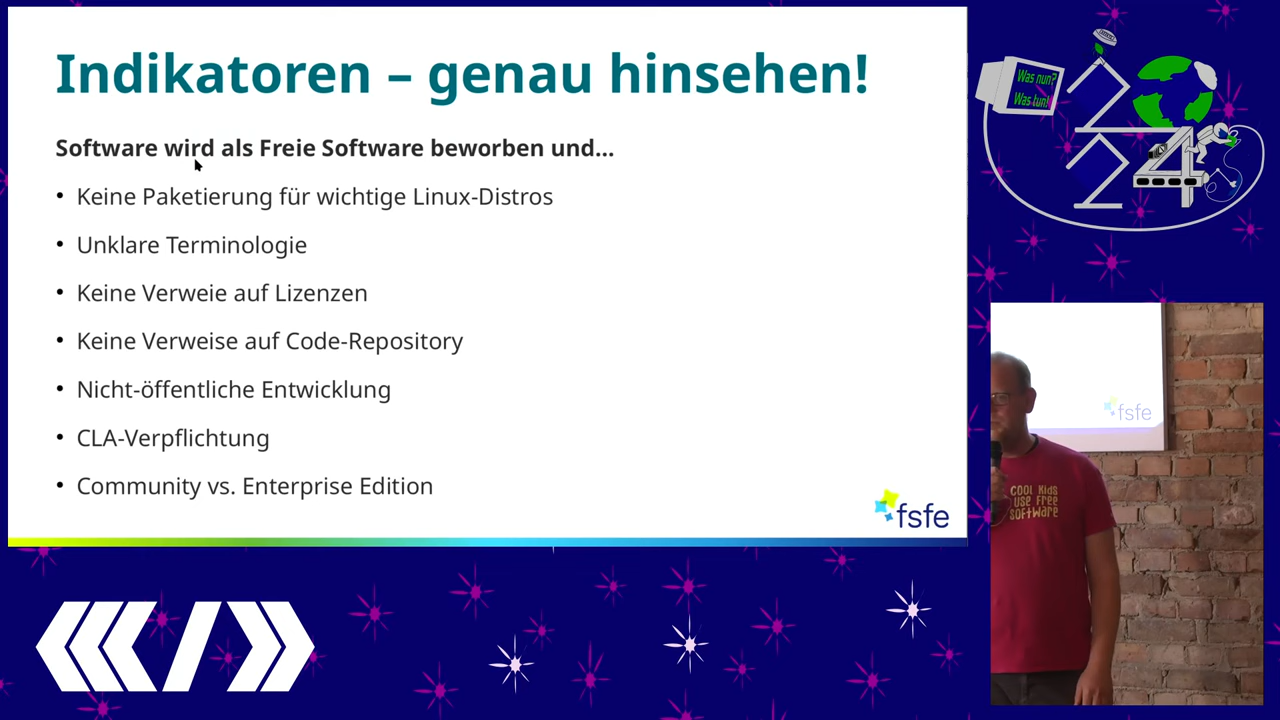 Indikatoren – genau hinsehen!
Software wird als Freie Software beworben und...
• Keine Paketierung für wichtige Linux-Distros
• Unklare Terminologie
• Keine Verweie auf Lizenzen
• Keine Verweise auf Code-Repository
• Nicht-öffentliche Entwicklung
• CLA-Verpflichtung
• Community vs. Enterprise Edition
fsfe
Was nun?
Was tun!
2
24
fsfe
COOL KIDS
USE FREE
SOFTWARE